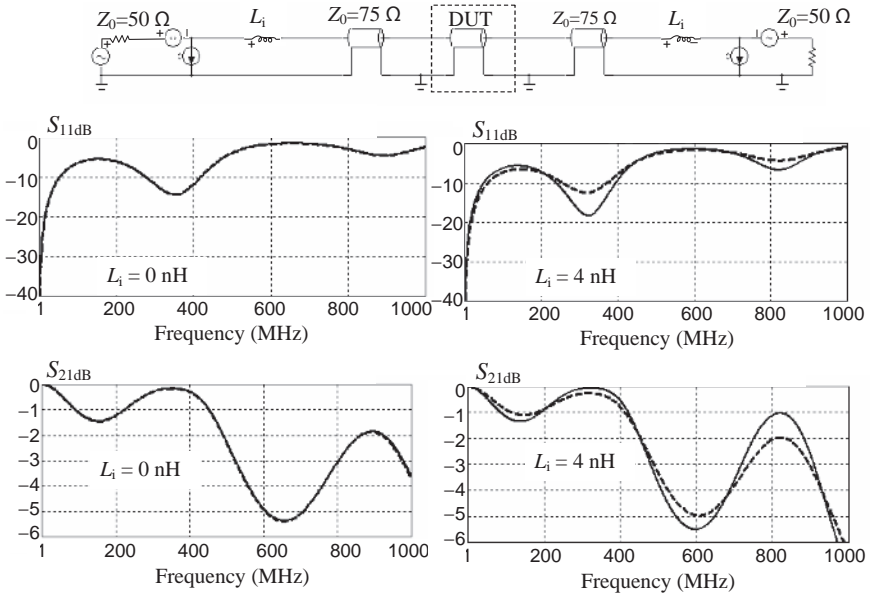 Z₀=50 Ω Lᵢ Z₀=75 Ω DUT Z₀=75 Ω Lᵢ Z₀=50 Ω
S₁₁dB
0
−10
−20
−30
−40
Lᵢ = 0 nH
1 200 400 600 800 1000
Frequency (MHz)
S₁₁dB
0
−10
−20
−30
−40
Lᵢ = 4 nH
1 200 400 600 800 1000
Frequency (MHz)
S₂₁dB
0
−1
−2
−3
−4
−5
−6
Lᵢ = 0 nH
1 200 400 600 800 1000
Frequency (MHz)
S₂₁dB
0
−1
−2
−3
−4
−5
−6
Lᵢ = 4 nH
1 200 400 600 800 1000
Frequency (MHz)